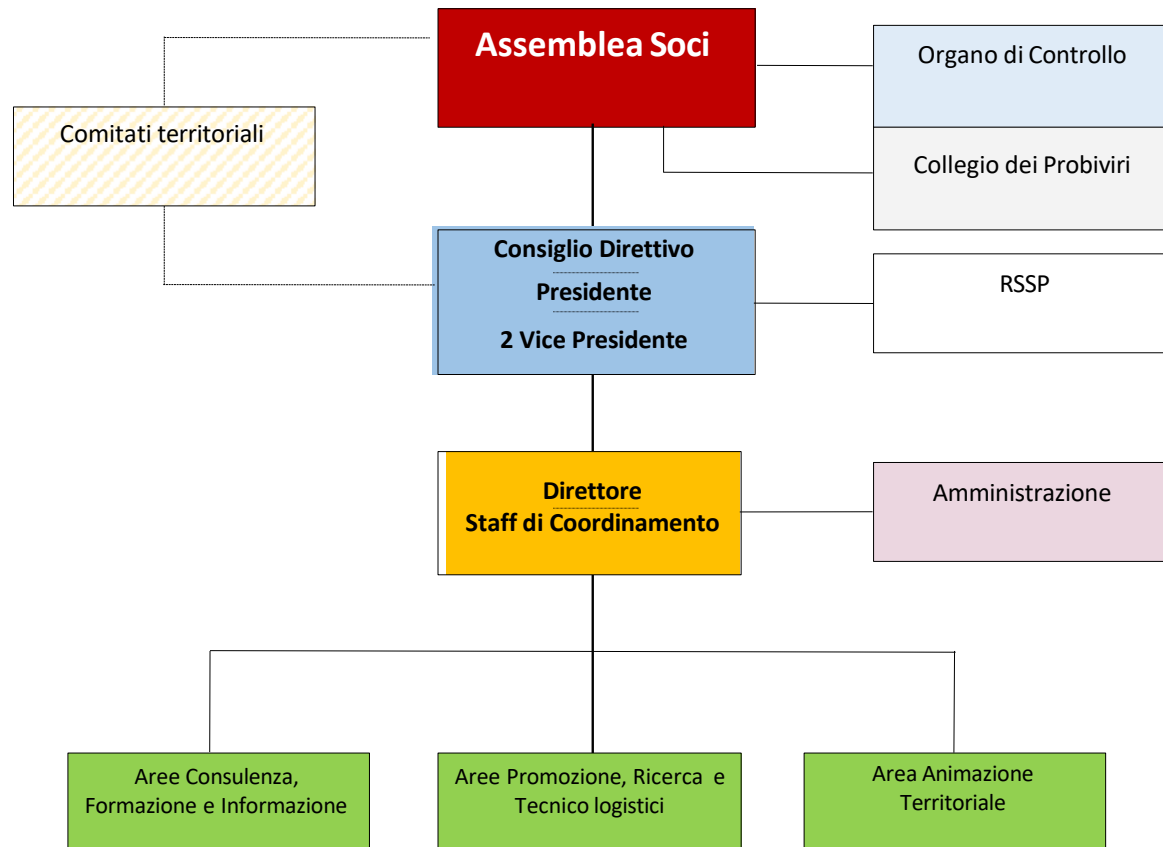 Assemblea Soci
Organo di Controllo
Comitati territoriali
Collegio dei Probiviri
Consiglio Direttivo
Presidente
2 Vice Presidente
RSSP
Direttore
Staff di Coordinamento
Amministrazione
Aree Consulenza,
Formazione e Informazione
Aree Promozione, Ricerca e
Tecnico logistici
Area Animazione
Territoriale